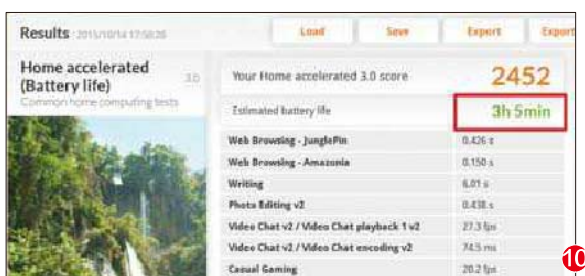 Results 2015/10/14 17:58:28 Load Save Export Export
Home accelerated 3.0
(Battery life)
Common home computing tests
Your Home accelerated 3.0 score 2452
Estimated battery life 3h 5min
Web Browsing - JunglePin 0.426 s
Web Browsing - Amazonia 0.150 s
Writing 6.01 s
Photo Editing v2 0.438 s
Video Chat v2 / Video Chat playback 1 v2 27.3 fps
Video Chat v2 / Video Chat encoding v2 74.5 ms
Casual Gaming 20.2 fps
10